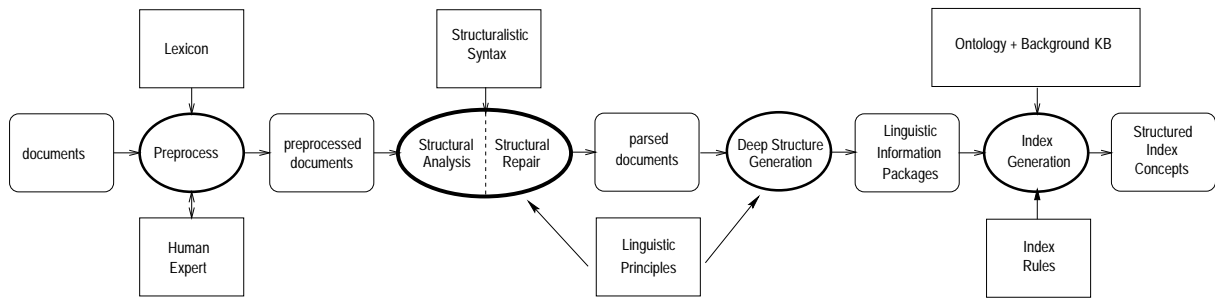 Lexicon
Structuralistic
Syntax
Ontology + Background KB
documents
Preprocess
preprocessed
documents
Structural
Analysis
Structural
Repair
parsed
documents
Deep Structure
Generation
Linguistic
Information
Packages
Index
Generation
Structured
Index
Concepts
Human
Expert
Linguistic
Principles
Index
Rules